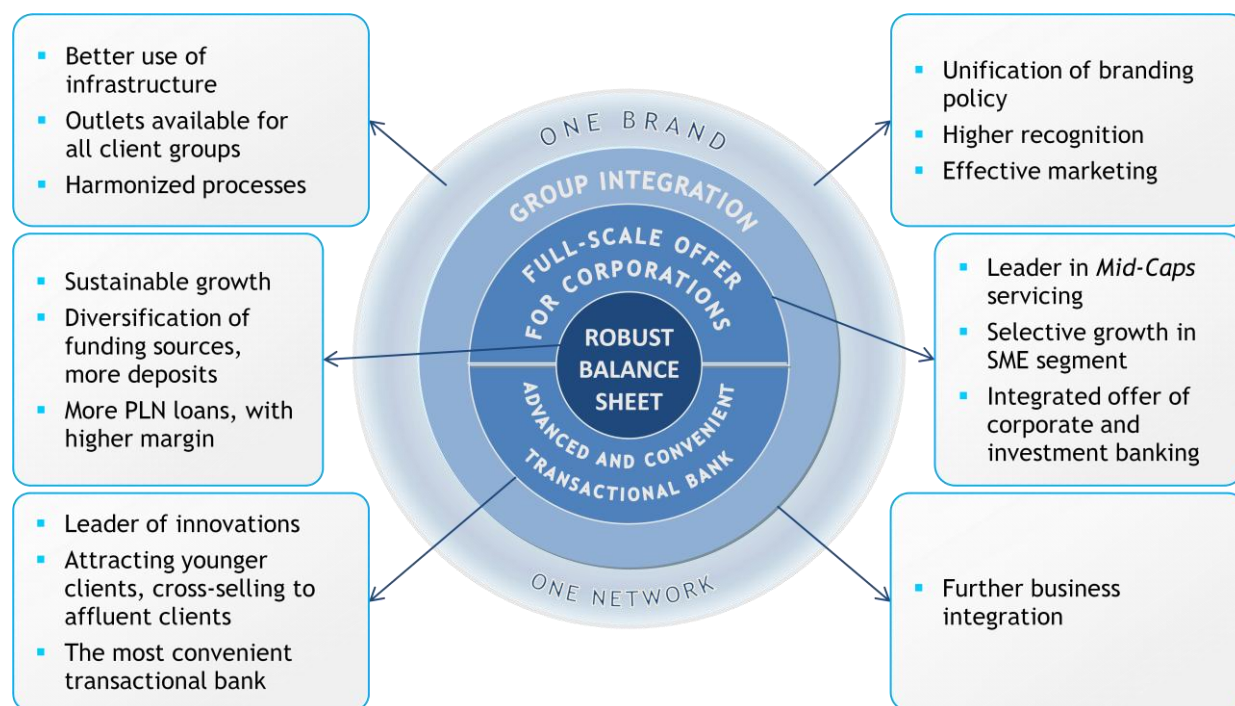 Better use of
infrastructure
Outlets available for
all client groups
Harmonized processes
Sustainable growth
Diversification of
funding sources,
more deposits
More PLN loans, with
higher margin
Leader of innovations
Attracting younger
clients, cross-selling to
affluent clients
The most convenient
transactional bank
ONE BRAND
GROUP INTEGRATION
FULL-SCALE OFFER
FOR CORPORATIONS
ROBUST
BALANCE
SHEET
ADVANCED AND CONVENIENT
TRANSACTIONAL BANK
ONE NETWORK
Unification of branding
policy
Higher recognition
Effective marketing
Leader in Mid-Caps
servicing
Selective growth in
SME segment
Integrated offer of
corporate and
investment banking
Further business
integration